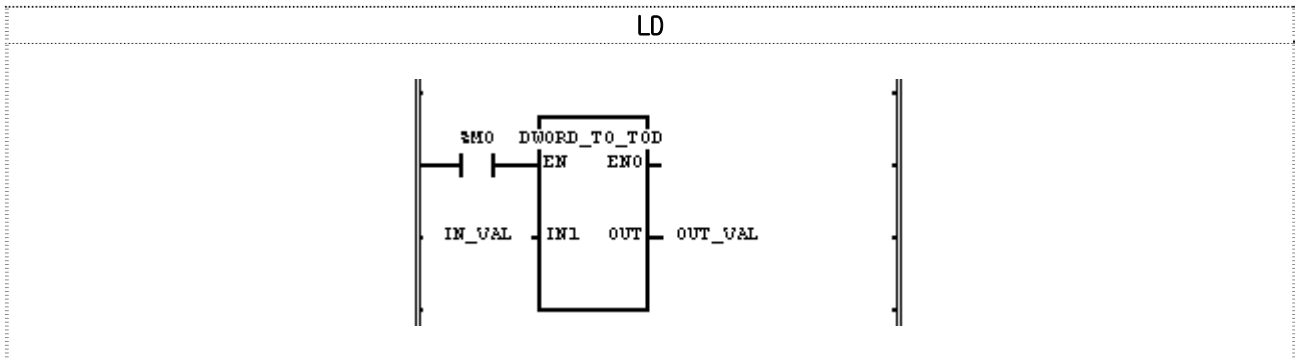 LD
%M0 DWORD_TO_TOD
EN ENO
IN_VAL IN1 OUT OUT_VAL